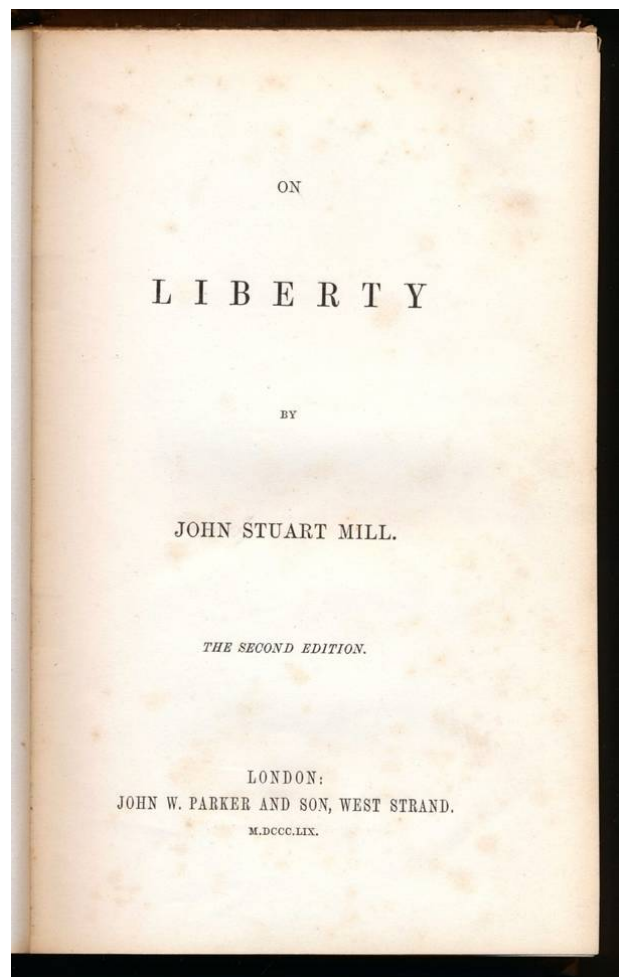 ON
LIBERTY
BY
JOHN STUART MILL.
THE SECOND EDITION.
LONDON:
JOHN W. PARKER AND SON, WEST STRAND.
M.DCCC.LIX.